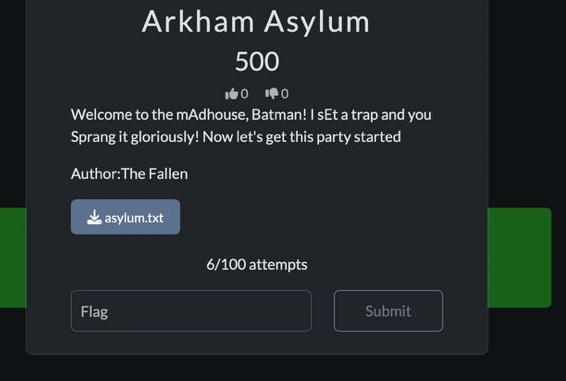 Arkham Asylum
500
0 0
Welcome to the mAdhouse, Batman! I sEt a trap and you
Sprang it gloriously! Now let's get this party started
Author:The Fallen
asylum.txt
6/100 attempts
Flag
Submit